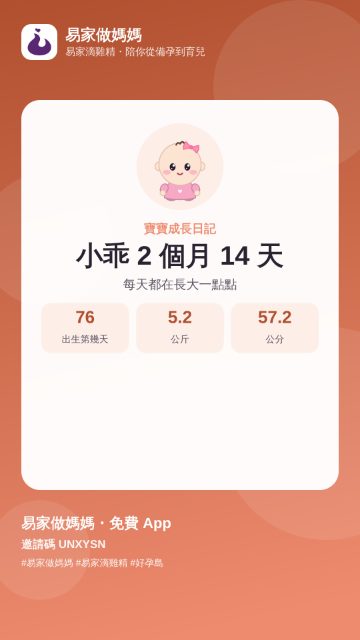 易家做媽媽
易家滴雞精・陪你從備孕到育兒
寶寶成長日記
小乖 2 個月 14 天
每天都在長大一點點
76
出生第幾天
5.2
公斤
57.2
公分
易家做媽媽・免費 App
邀請碼 UNXYSN
#易家做媽媽 #易家滴雞精 #好孕島